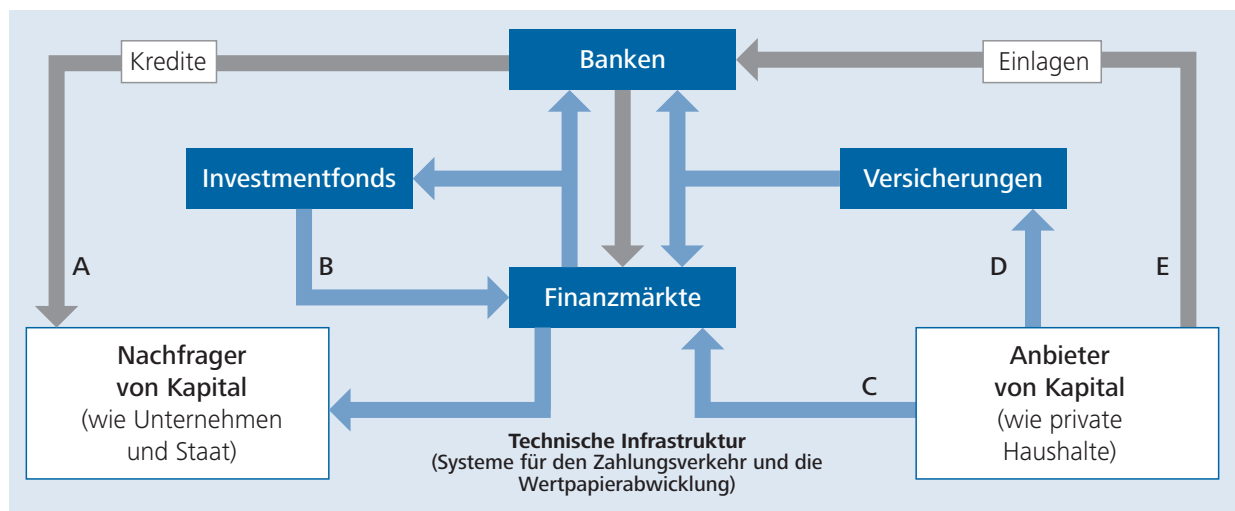 Kredite
Banken
Einlagen
Investmentfonds
Versicherungen
A
B
D
E
Finanzmärkte
Nachfrager
von Kapital
(wie Unternehmen
und Staat)
C
Anbieter
von Kapital
(wie private
Haushalte)
Technische Infrastruktur
(Systeme für den Zahlungsverkehr und die
Wertpapierabwicklung)